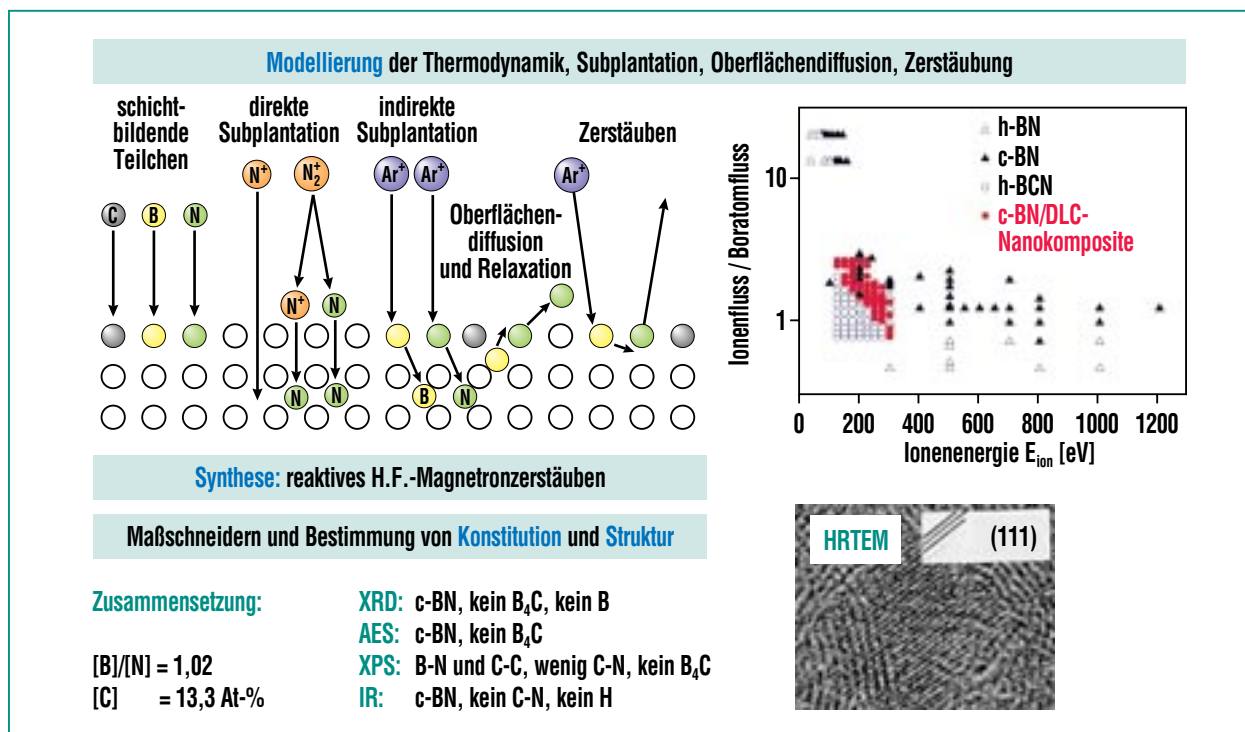 Modellierung der Thermodynamik, Subplantation, Oberflächendiffusion, Zerstäubung
schicht-
bildende
Teilchen
direkte
Subplantation
indirekte
Subplantation
Zerstäuben
N+
N2+
Ar+
Ar+
Ar+
C
B
N
Oberflächen-
diffusion
und Relaxation
N+
N
N
N
B
N
Ionenfluss / Boratomfluss
10
1
h-BN
c-BN
h-BCN
c-BN/DLC-
Nanokomposite
0 200 400 600 800 1000 1200
Ionenenergie Eion [eV]
Synthese: reaktives H.F.-Magnetronzerstäuben
Maßschneidern und Bestimmung von Konstitution und Struktur
Zusammensetzung:
[B]/[N] = 1,02
[C] = 13,3 At-%
XRD: c-BN, kein B4C, kein B
AES: c-BN, kein B4C
XPS: B-N und C-C, wenig C-N, kein B4C
IR: c-BN, kein C-N, kein H
HRTEM
(111)